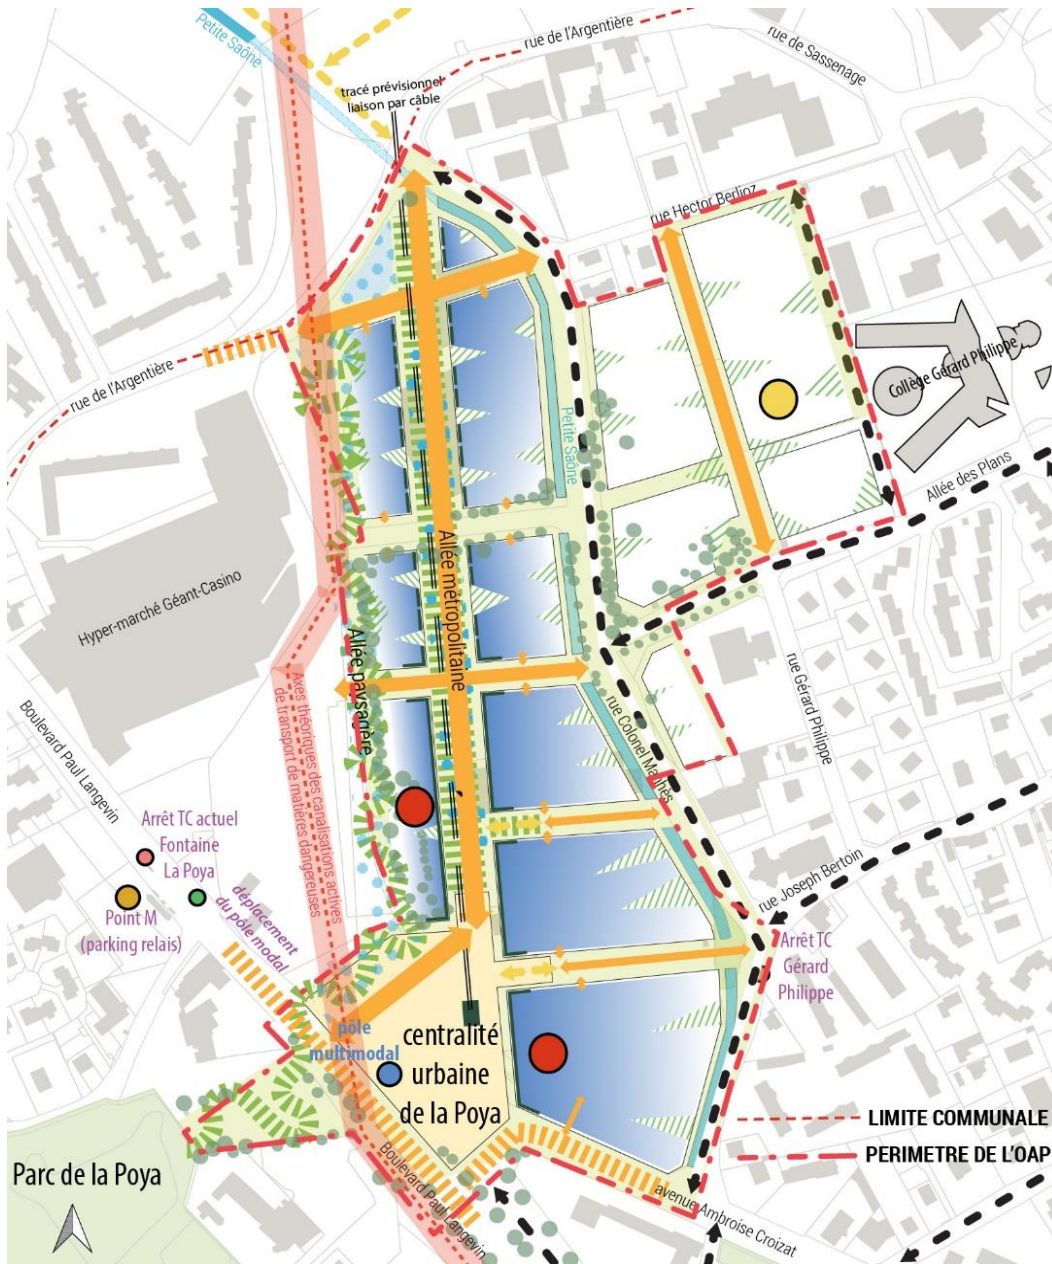 Petite Saône
rue de l'Argentière
rue de Sassenage
tracé prévisionnel
liaison par câble
rue Hector Berlioz
rue de l'Argentière
Collège Gérard Philippe
Petite Saône
Allée des Plans
Hyper-marché Géant-Casino
Allée métropolitaine
Allée paysagère
Axes théoriques des canalisations actives
de transport de matières dangereuses
rue Colonel Manhès
rue Gérard Philippe
Boulevard Paul Langevin
Arrêt TC actuel
Fontaine
La Poya
Point M
(parking relais)
déplacement
du pôle modal
rue Joseph Bertoin
Arrêt TC
Gérard
Philippe
pôle
multimodal
centralité
urbaine
de la Poya
LIMITE COMMUNALE
PERIMETRE DE L'OAP
Parc de la Poya
Boulevard Paul Langevin
avenue Ambroise Croizat